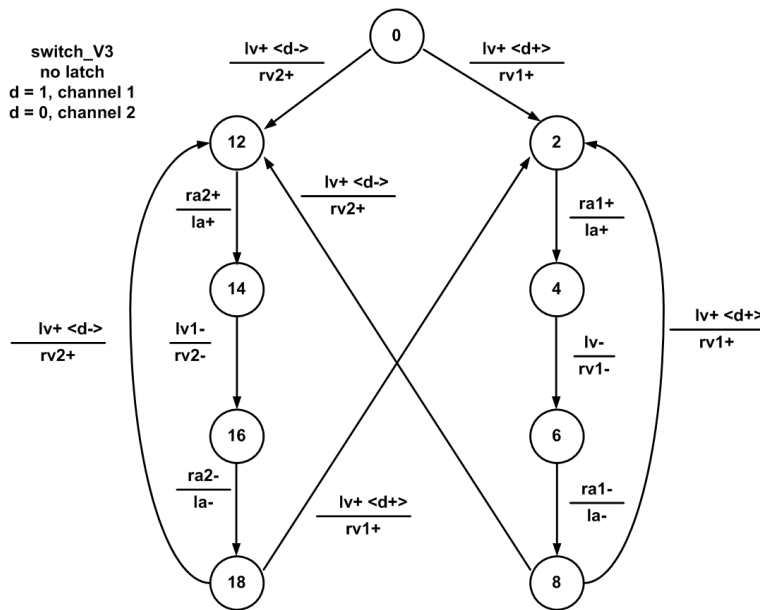 0
switch_V3
no latch
d = 1, channel 1
d = 0, channel 2
lv+ <d->
rv2+
lv+ <d+>
rv1+
12
2
ra2+
la+
lv+ <d->
rv2+
ra1+
la+
14
4
lv+ <d->
rv2+
lv1-
rv2-
lv-
rv1-
lv+ <d+>
rv1+
16
6
ra2-
la-
lv+ <d+>
rv1+
ra1-
la-
18
8